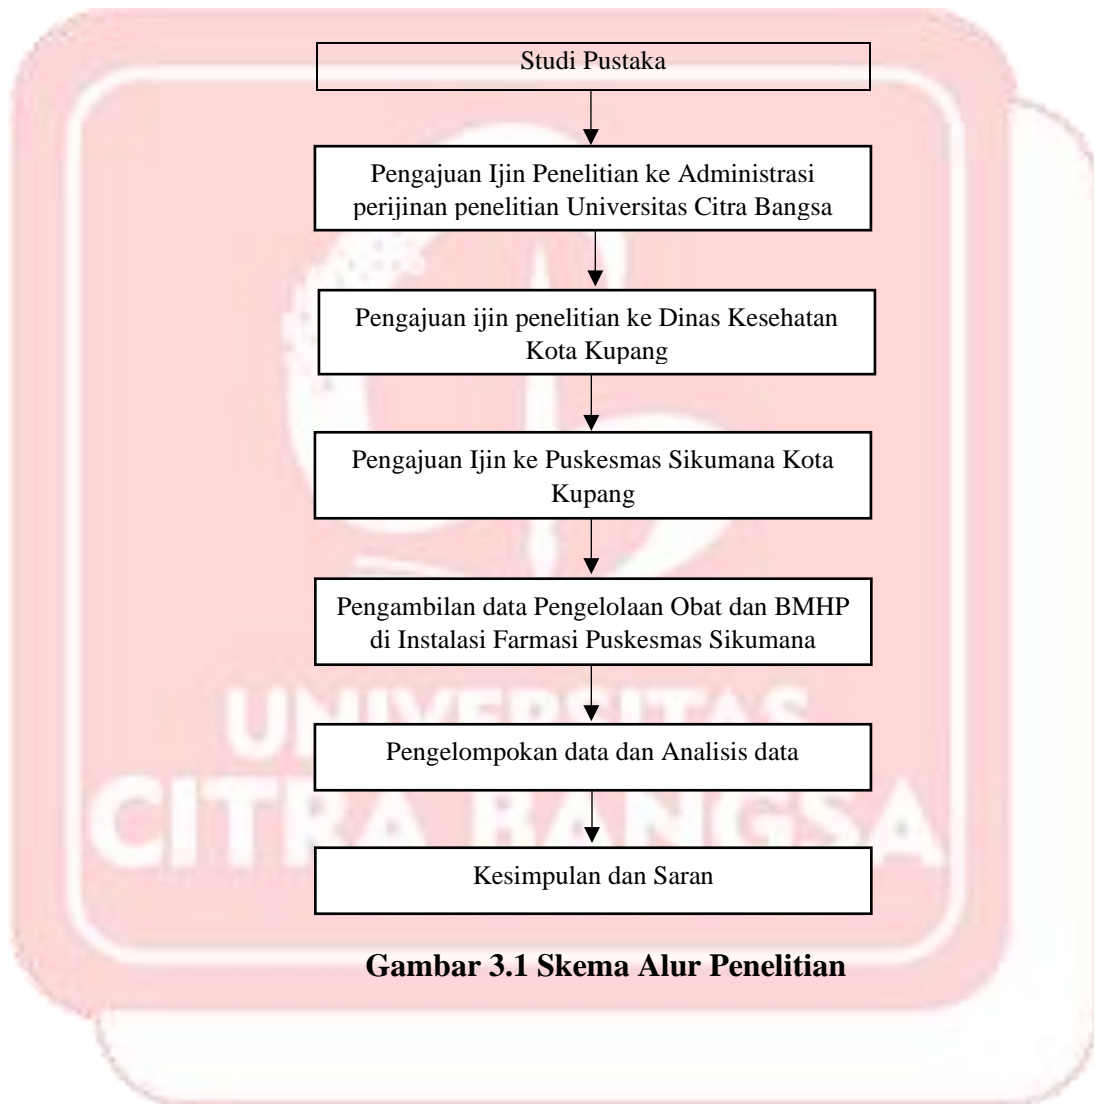 Studi Pustaka
Pengajuan Ijin Penelitian ke Administrasi
perijinan penelitian Universitas Citra Bangsa
Pengajuan ijin penelitian ke Dinas Kesehatan
Kota Kupang
Pengajuan Ijin ke Puskesmas Sikumana Kota
Kupang
Pengambilan data Pengelolaan Obat dan BMHP
di Instalasi Farmasi Puskesmas Sikumana
UNIVERSITAS
Pengelompokan data dan Analisis data
CITRA BANGSA
Kesimpulan dan Saran
Gambar 3.1 Skema Alur Penelitian